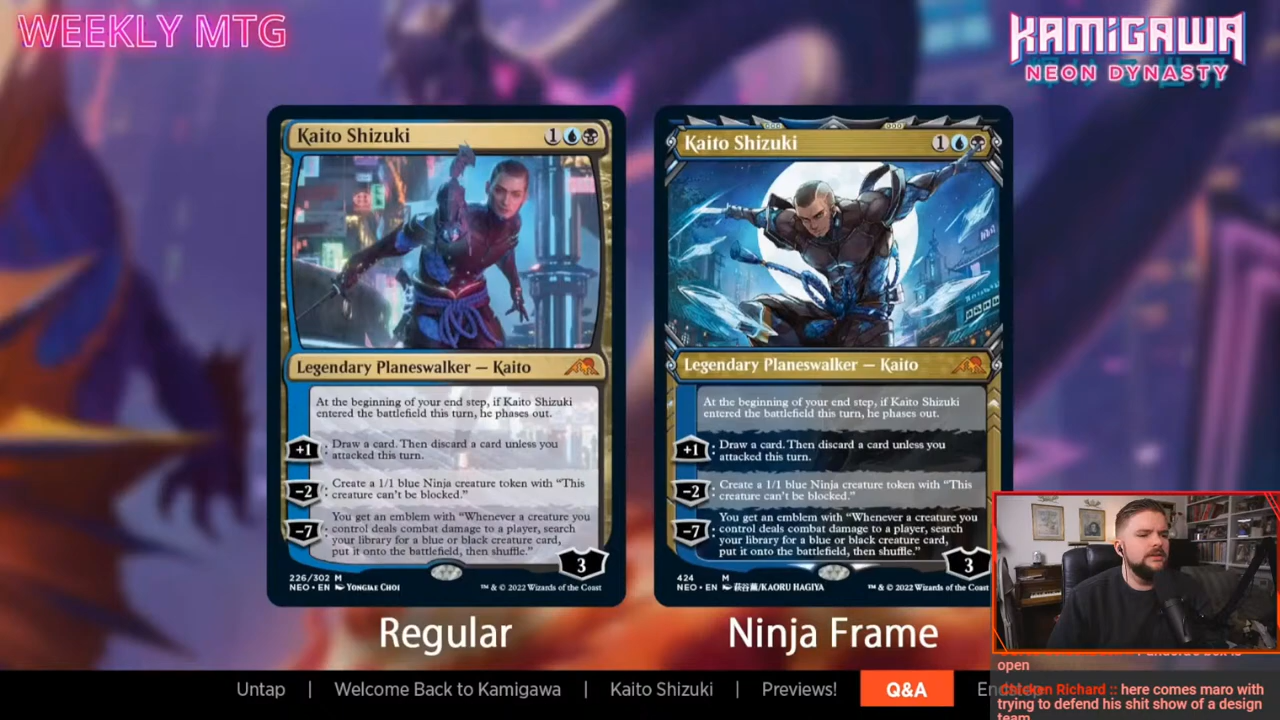 WEEKLY MTG
KAMIGAWA
NEON DYNASTY
Kaito Shizuki
1
Legendary Planeswalker — Kaito
At the beginning of your end step, if Kaito Shizuki
entered the battlefield this turn, he phases out.
+1
: Draw a card. Then discard a card unless you
attacked this turn.
-2
: Create a 1/1 blue Ninja creature token with “This
creature can't be blocked.”
-7
: You get an emblem with “Whenever a creature you
control deals combat damage to a player, search
your library for a blue or black creature card,
put it onto the battlefield, then shuffle.”
3
226/302 M
NEO • EN YONGJAE CHOI
™ & © 2022 Wizards of the Coast
Regular
Kaito Shizuki
1
Legendary Planeswalker — Kaito
At the beginning of your end step, if Kaito Shizuki
entered the battlefield this turn, he phases out.
+1
: Draw a card. Then discard a card unless you
attacked this turn.
-2
: Create a 1/1 blue Ninja creature token with “This
creature can't be blocked.”
-7
: You get an emblem with “Whenever a creature you
control deals combat damage to a player, search
your library for a blue or black creature card,
put it onto the battlefield, then shuffle.”
3
424 M
NEO • EN 萩谷薫/KAORU HAGIYA
™ & © 2022 Wizards of the Coast
Ninja Frame
open
Chicken Richard :: here comes maro with
trying to defend his shit show of a design
team
Untap | Welcome Back to Kamigawa | Kaito Shizuki | Previews! | Q&A